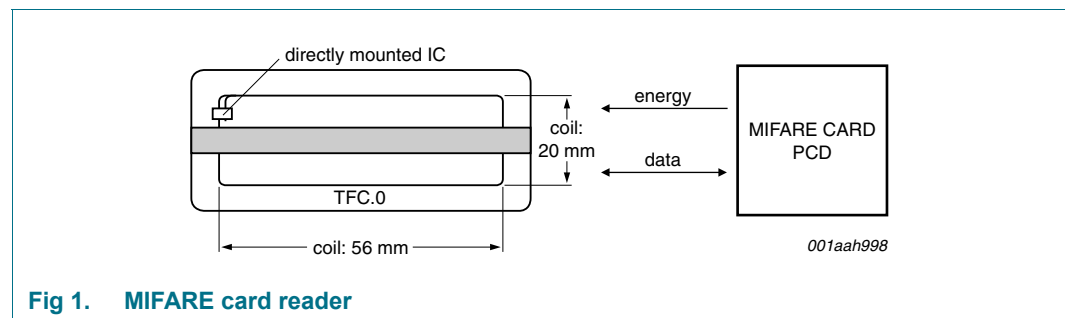 directly mounted IC
energy
coil:
20 mm
MIFARE CARD
PCD
data
TFC.0
coil: 56 mm
001aah998
Fig 1. MIFARE card reader